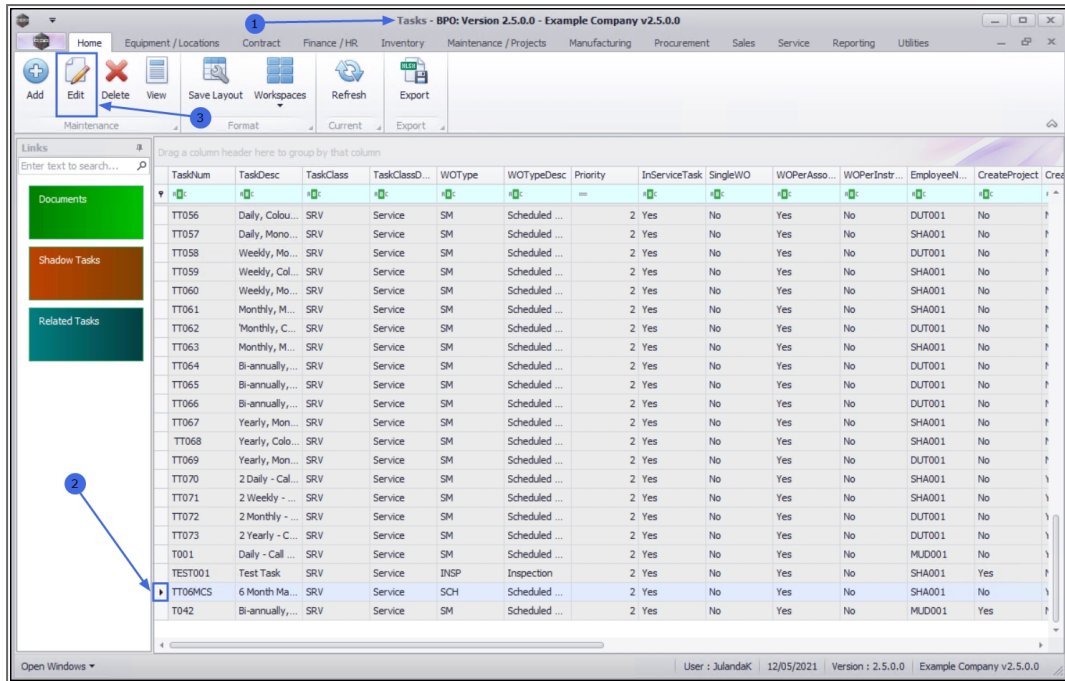 1
Tasks - BPO: Version 2.5.0.0 - Example Company v2.5.0.0
Home Equipment / Locations Contract Finance / HR Inventory Maintenance / Projects Manufacturing Procurement Sales Service Reporting Utilities
Add Edit Delete View Save Layout Workspaces Refresh Export
3
Maintenance Format Current Export
Links
Drag a column header here to group by that column
Enter text to search...
TaskNum TaskDesc TaskClass TaskClassD... WOType WOTypeDesc Priority InServiceTask SingleWO WOPerAsso... WOPerInstr... EmployeeN... CreateProject Crea
Documents
TT056 Daily, Colou... SRV Service SM Scheduled ... 2 Yes No Yes No DUT001 No
TT057 Daily, Mono... SRV Service SM Scheduled ... 2 Yes No Yes No SHA001 No
TT058 Weekly, Mo... SRV Service SM Scheduled ... 2 Yes No Yes No DUT001 No
Shadow Tasks
TT059 Weekly, Col... SRV Service SM Scheduled ... 2 Yes No Yes No SHA001 No
TT060 Weekly, Mo... SRV Service SM Scheduled ... 2 Yes No Yes No SHA001 No
TT061 Monthly, M... SRV Service SM Scheduled ... 2 Yes No Yes No SHA001 No
Related Tasks
TT062 'Monthly, C... SRV Service SM Scheduled ... 2 Yes No Yes No DUT001 No
TT063 Monthly, M... SRV Service SM Scheduled ... 2 Yes No Yes No SHA001 No
TT064 Bi-annually,... SRV Service SM Scheduled ... 2 Yes No Yes No DUT001 No
TT065 Bi-annually,... SRV Service SM Scheduled ... 2 Yes No Yes No DUT001 No
TT066 Bi-annually,... SRV Service SM Scheduled ... 2 Yes No Yes No DUT001 No
TT067 Yearly, Mon... SRV Service SM Scheduled ... 2 Yes No Yes No SHA001 No
TT068 Yearly, Colo... SRV Service SM Scheduled ... 2 Yes No Yes No SHA001 No
TT069 Yearly, Mon... SRV Service SM Scheduled ... 2 Yes No Yes No DUT001 No
TT070 2 Daily - Cal... SRV Service SM Scheduled ... 2 Yes No Yes No SHA001 No
2
TT071 2 Weekly - ... SRV Service SM Scheduled ... 2 Yes No Yes No SHA001 No
TT072 2 Monthly - ... SRV Service SM Scheduled ... 2 Yes No Yes No DUT001 No
TT073 2 Yearly - C... SRV Service SM Scheduled ... 2 Yes No Yes No DUT001 No
T001 Daily - Call ... SRV Service SM Scheduled ... 2 Yes No Yes No MUD001 No
TEST001 Test Task SRV Service INSP Inspection 2 Yes No Yes No SHA001 Yes
TT06MCS 6 Month Ma... SRV Service SCH Scheduled ... 2 Yes No Yes No SHA001 No
T042 Bi-annually,... SRV Service SM Scheduled ... 2 Yes No Yes No MUD001 Yes
Open Windows User : JulandaK 12/05/2021 Version : 2.5.0.0 Example Company v2.5.0.0